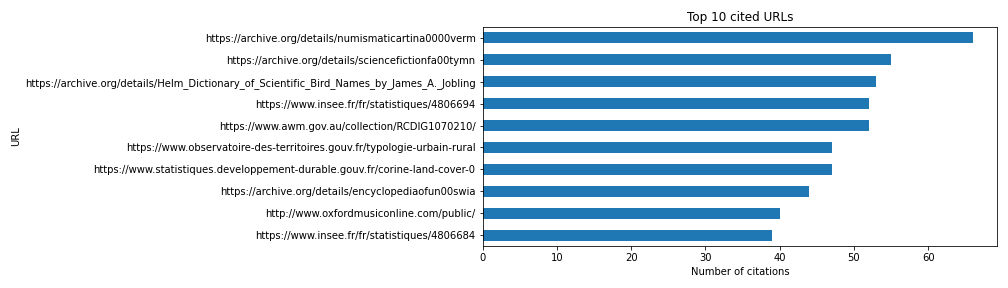 Top 10 cited URLs
https://archive.org/details/numismaticartina0000verm
https://archive.org/details/sciencefictionfa00tymn
https://archive.org/details/Helm_Dictionary_of_Scientific_Bird_Names_by_James_A._Jobling
https://www.insee.fr/fr/statistiques/4806694
https://www.awm.gov.au/collection/RCDIG1070210/
https://www.observatoire-des-territoires.gouv.fr/typologie-urbain-rural
https://www.statistiques.developpement-durable.gouv.fr/corine-land-cover-0
https://archive.org/details/encyclopediaofun00swia
http://www.oxfordmusiconline.com/public/
https://www.insee.fr/fr/statistiques/4806684
URL
0 10 20 30 40 50 60
Number of citations